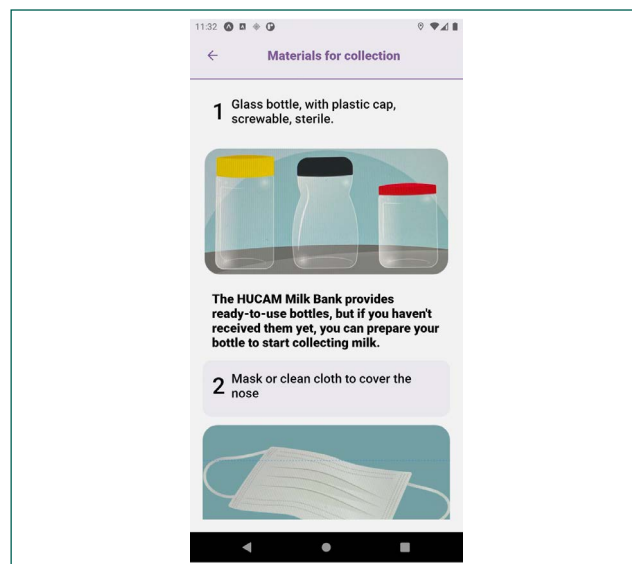 11:32
Materials for collection
1 Glass bottle, with plastic cap,
screwable, sterile.
The HUCAM Milk Bank provides
ready-to-use bottles, but if you haven't
received them yet, you can prepare your
bottle to start collecting milk.
2 Mask or clean cloth to cover the
nose